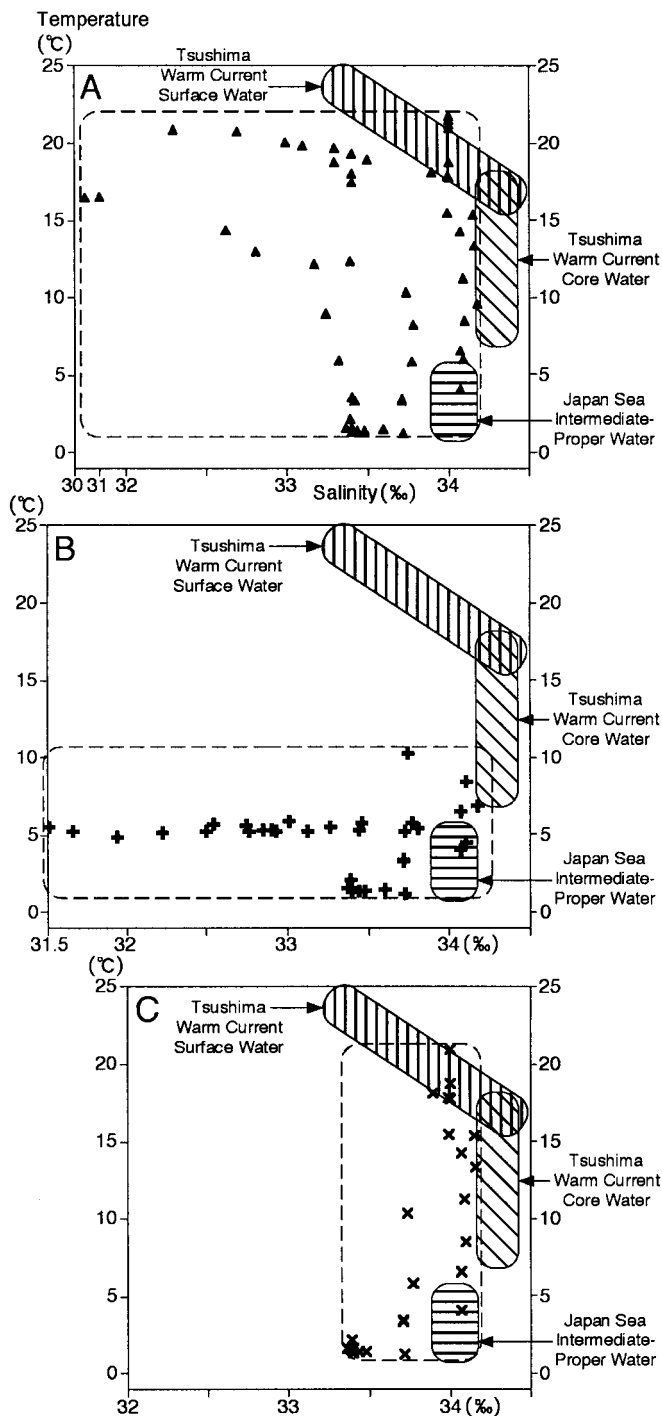 Temperature
(℃)
A
Tsushima
Warm Current
Surface Water
25 25
20 20
15 15
10 10
5 5
0 0
Tsushima
Warm Current
Core Water
Japan Sea
Intermediate-
Proper Water
30 31 32 33 Salinity (‰) 34
(℃)
B
Tsushima
Warm Current
Surface Water
25 25
20 20
15 15
10 10
5 5
0 0
Tsushima
Warm Current
Core Water
Japan Sea
Intermediate-
Proper Water
31.5 32 33 34 (‰)
(℃)
C
Tsushima
Warm Current
Surface Water
25 25
20 20
15 15
10 10
5 5
0 0
Tsushima
Warm Current
Core Water
Japan Sea
Intermediate-
Proper Water
32 33 34 (‰)